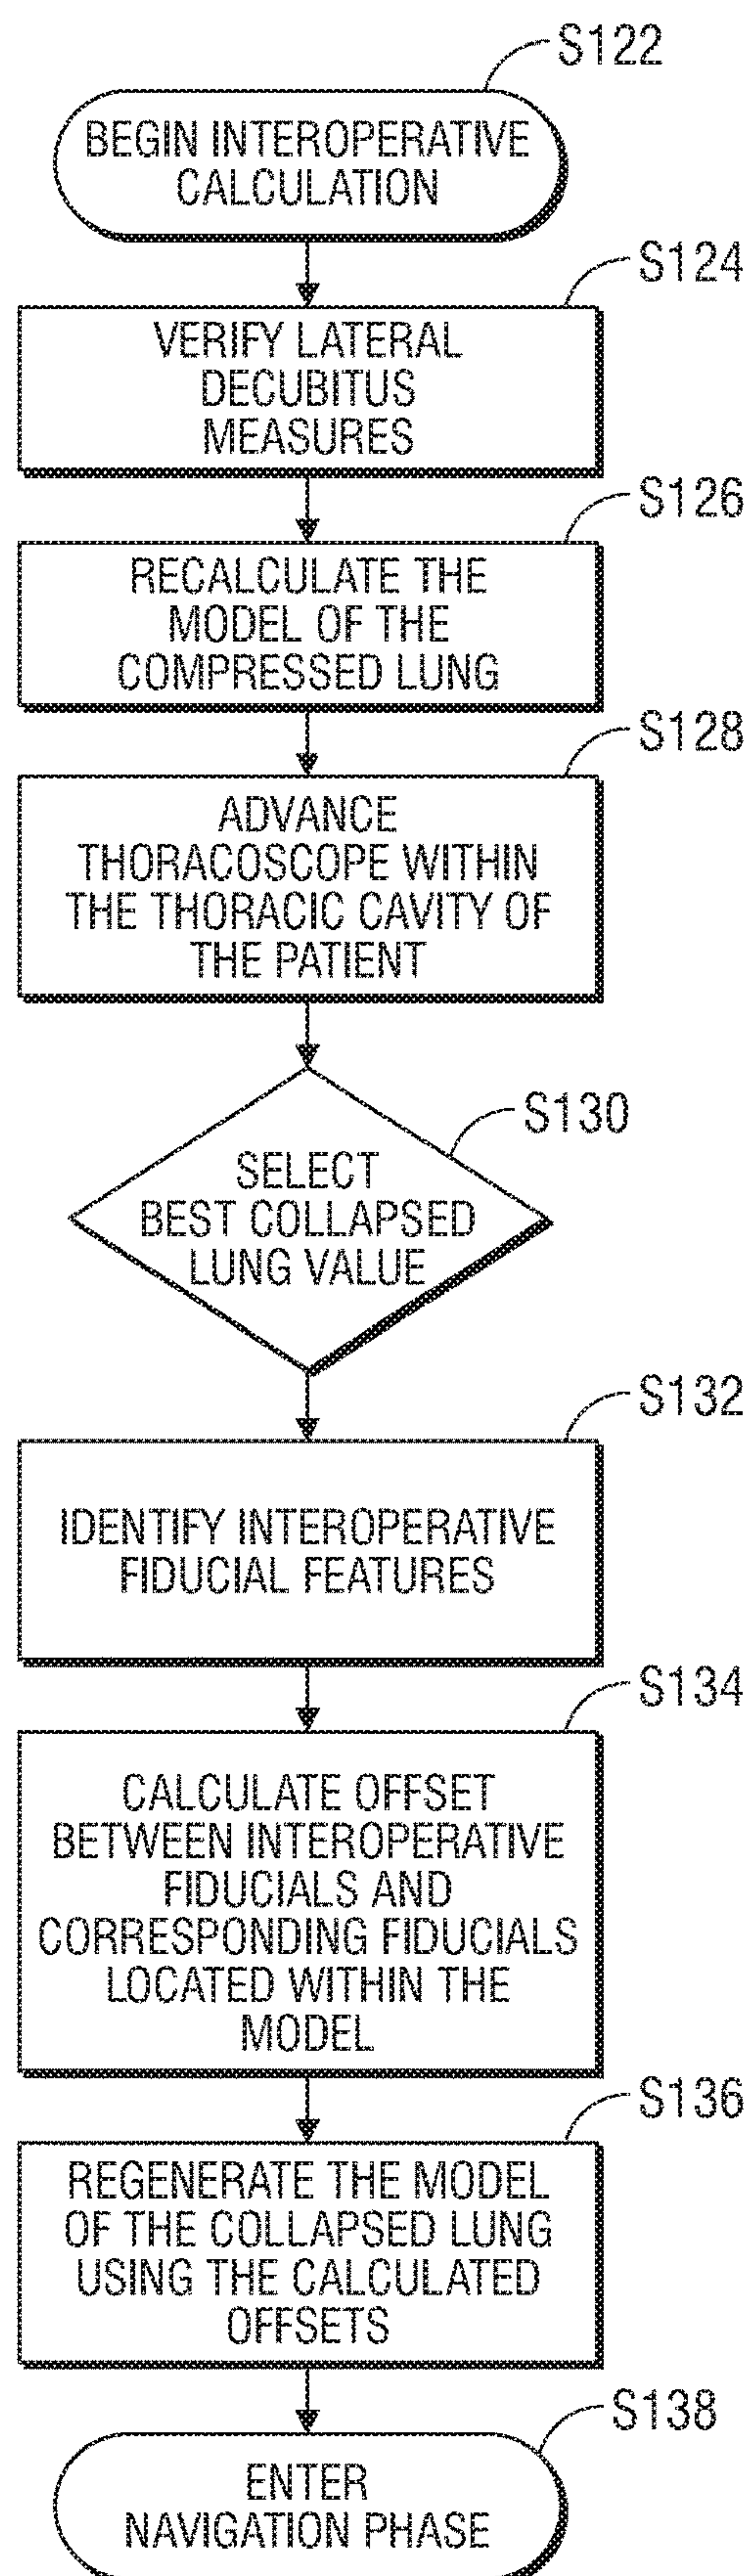 S122
BEGIN INTEROPERATIVE
CALCULATION
S124
VERIFY LATERAL
DECUBITUS
MEASURES
S126
RECALCULATE THE
MODEL OF THE
COMPRESSED LUNG
S128
ADVANCE
THORACOSCOPE WITHIN
THE THORACIC CAVITY OF
THE PATIENT
S130
SELECT
BEST COLLAPSED
LUNG VALUE
S132
IDENTIFY INTEROPERATIVE
FIDUCIAL FEATURES
S134
CALCULATE OFFSET
BETWEEN INTEROPERATIVE
FIDUCIALS AND
CORRESPONDING FIDUCIALS
LOCATED WITHIN THE
MODEL
S136
REGENERATE THE MODEL
OF THE COLLAPSED LUNG
USING THE CALCULATED
OFFSETS
S138
ENTER
NAVIGATION PHASE